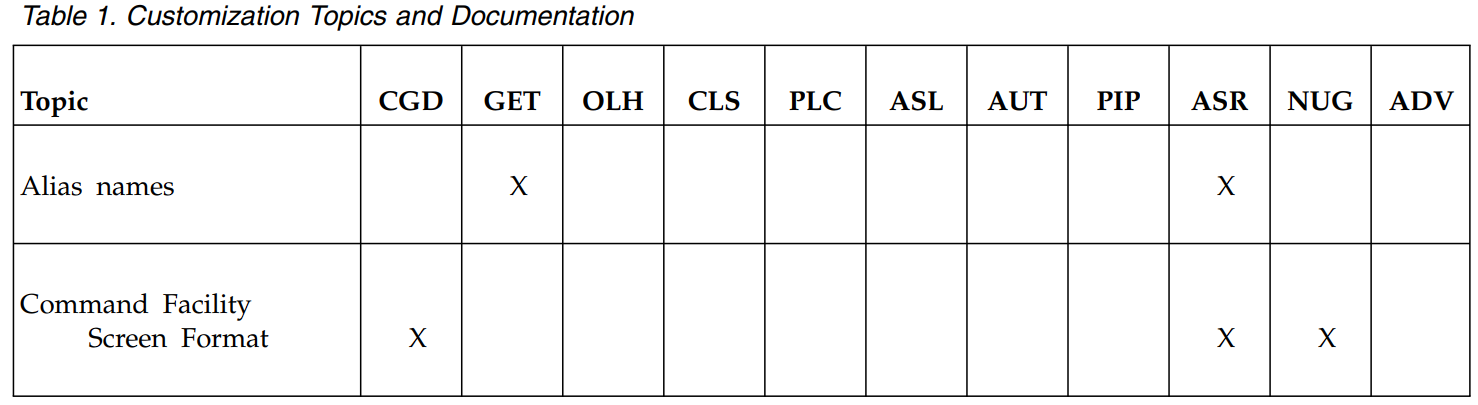 Table 1. Customization Topics and Documentation
Topic CGD GET OLH CLS PLC ASL AUT PIP ASR NUG ADV
Alias names X X
Command Facility
Screen Format X X X